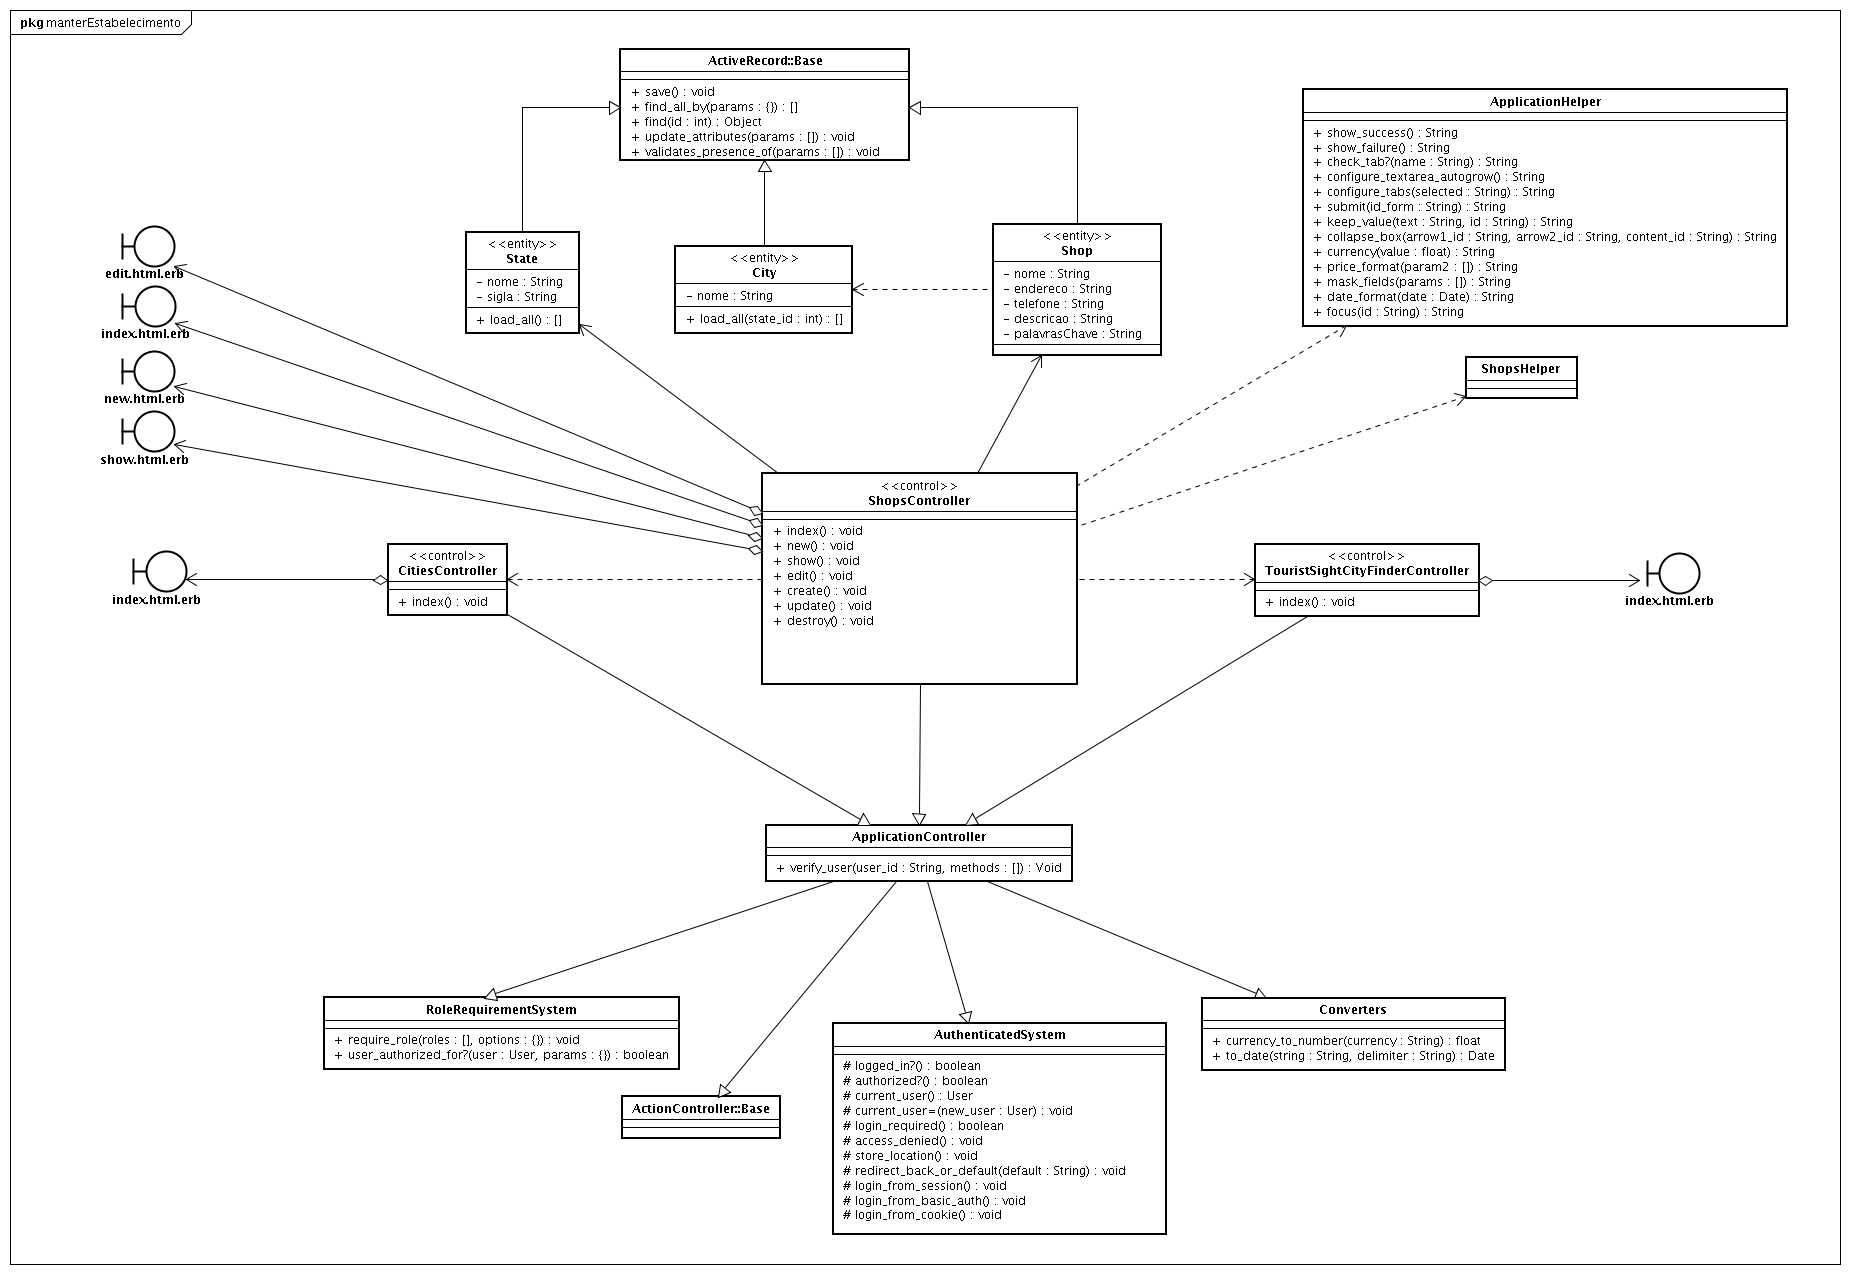 pkg manterEstabelecimento
ActiveRecord::Base
+ save() : void
+ find_all_by(params : {}) : []
+ find(id : int) : Object
+ update_attributes(params : []) : void
+ validates_presence_of(params : []) : void
ApplicationHelper
+ show_success() : String
+ show_failure() : String
+ check_tab?(name : String) : String
+ configure_textarea_autogrow() : String
+ configure_tabs(selected : String) : String
+ submit(id_form : String) : String
+ keep_value(text : String, id : String) : String
+ collapse_box(arrow1_id : String, arrow2_id : String, content_id : String) : String
+ currency(value : float) : String
+ price_format(param2 : []) : String
+ mask_fields(params : []) : String
+ date_format(date : Date) : String
+ focus(id : String) : String
edit.html.erb
index.html.erb
new.html.erb
show.html.erb
<<entity>>
State
- nome : String
- sigla : String
+ load_all() : []
<<entity>>
City
- nome : String
+ load_all(state_id : int) : []
<<entity>>
Shop
- nome : String
- endereco : String
- telefone : String
- descricao : String
- palavrasChave : String
ShopsHelper
<<control>>
ShopsController
+ index() : void
+ new() : void
+ show() : void
+ edit() : void
+ create() : void
+ update() : void
+ destroy() : void
index.html.erb
<<control>>
CitiesController
+ index() : void
<<control>>
TouristSightCityFinderController
+ index() : void
index.html.erb
ApplicationController
+ verify_user(user_id : String, methods : []) : Void
RoleRequirementSystem
+ require_role(roles : [], options : {}) : void
+ user_authorized_for?(user : User, params : {}) : boolean
ActionController::Base
AuthenticatedSystem
# logged_in?() : boolean
# authorized?() : boolean
# current_user() : User
# current_user=(new_user : User) : void
# login_required() : boolean
# access_denied() : void
# store_location() : void
# redirect_back_or_default(default : String) : void
# login_from_session() : void
# login_from_basic_auth() : void
# login_from_cookie() : void
Converters
+ currency_to_number(currency : String) : float
+ to_date(string : String, delimiter : String) : Date